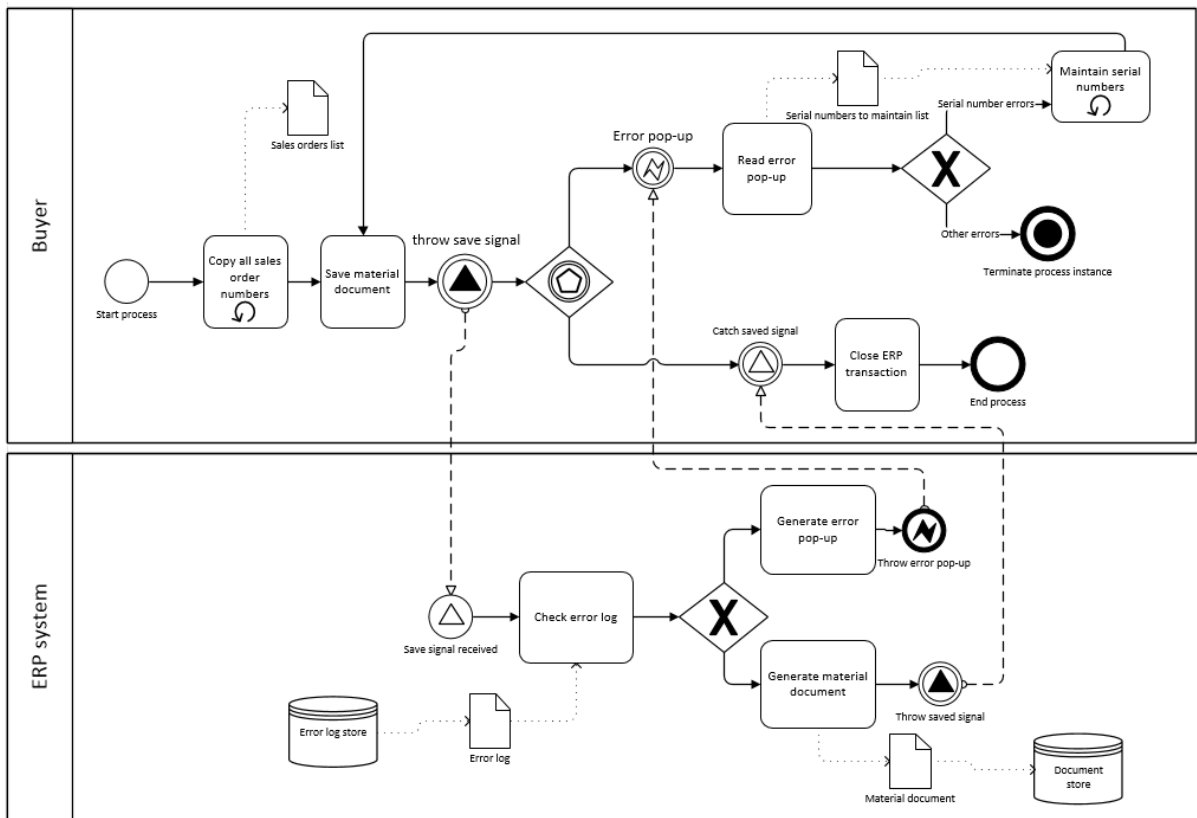 Buyer
Start process
Copy all sales
order
numbers
Sales orders list
Save material
document
throw save signal
Error pop-up
Read error
pop-up
Serial numbers to maintain list
Serial number errors
Maintain serial
numbers
X
Other errors
Terminate process instance
Catch saved signal
Close ERP
transaction
End process
ERP system
Save signal received
Check error log
Error log store
Error log
X
Generate error
pop-up
Throw error pop-up
Generate material
document
Throw saved signal
Material document
Document
store